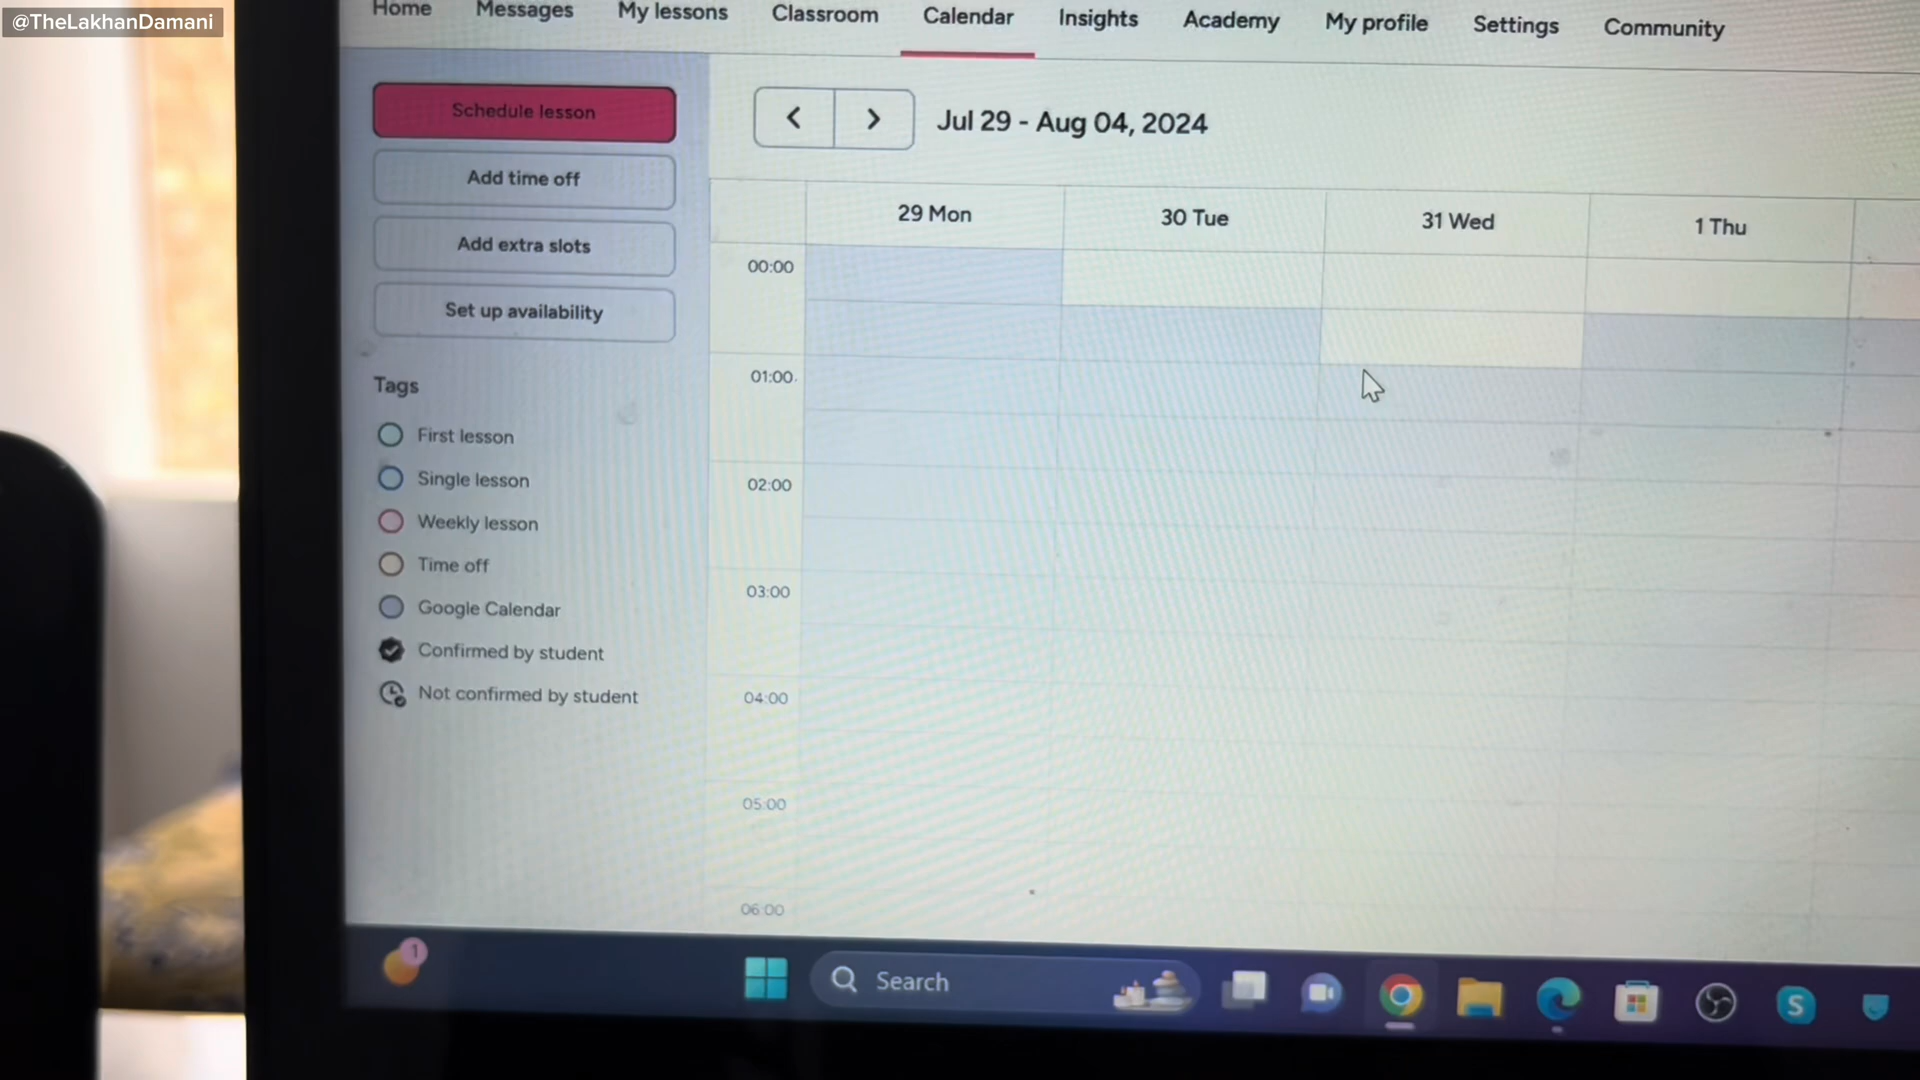 @TheLakhanDamani
Home Messages My lessons Classroom Calendar Insights Academy My profile Settings Community
Schedule lesson
Add time off
Add extra slots
Set up availability
Tags
First lesson
Single lesson
Weekly lesson
Time off
Google Calendar
Confirmed by student
Not confirmed by student
Jul 29 - Aug 04, 2024
29 Mon 30 Tue 31 Wed 1 Thu
00:00
01:00
02:00
03:00
04:00
05:00
06:00
1
Search
S